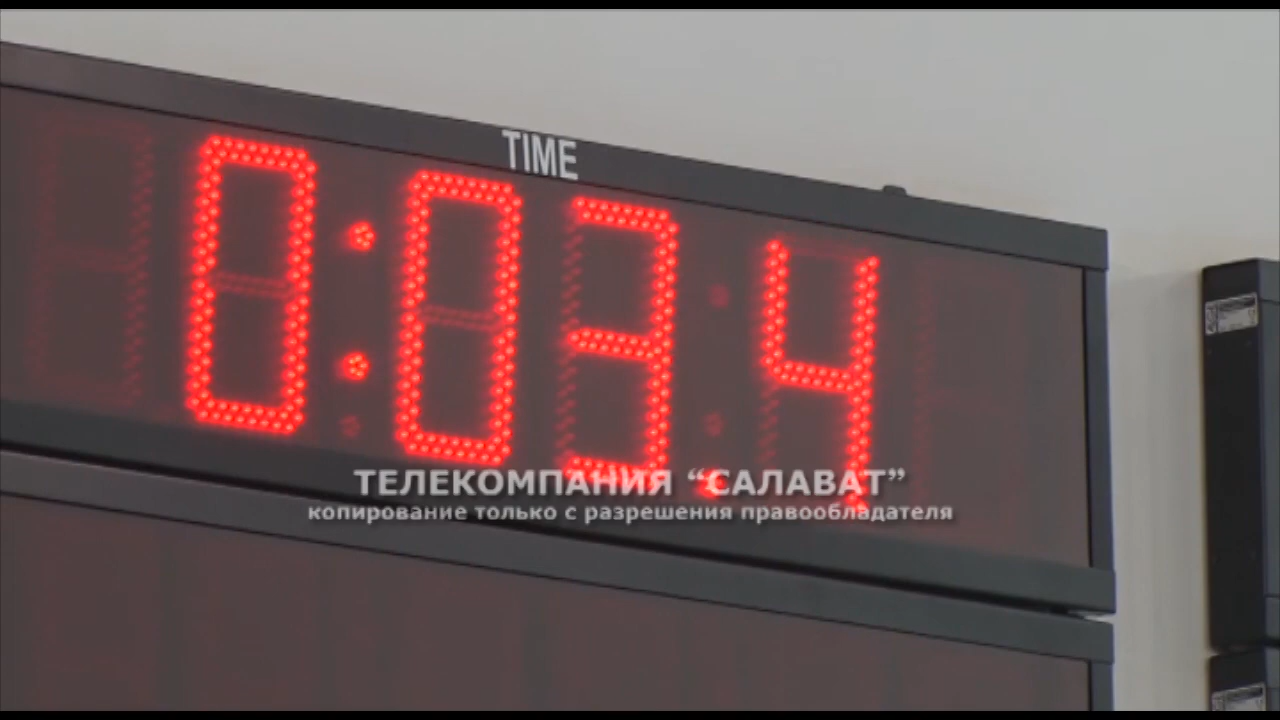 TIME
0:03.4
ТЕЛЕКОМПАНИЯ “САЛАВАТ”
копирование только с разрешения правообладателя